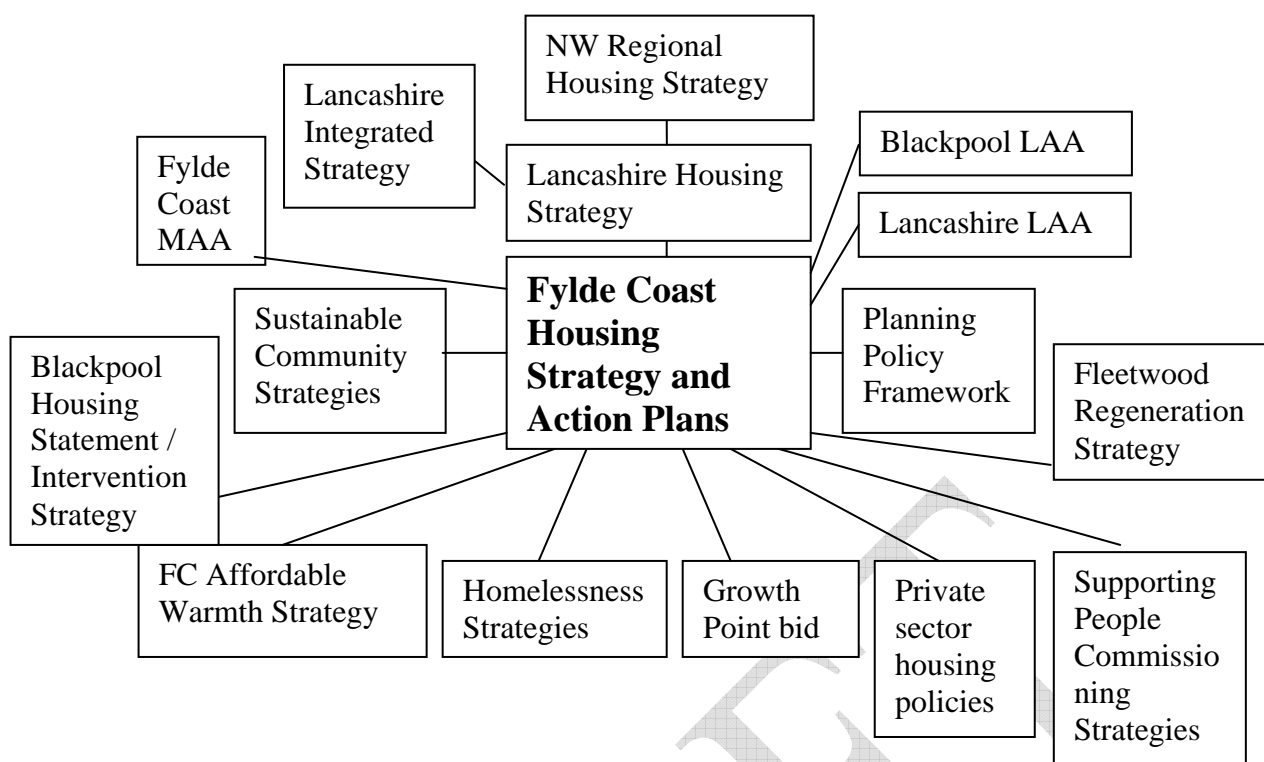 NW Regional
Housing Strategy
Lancashire
Integrated
Strategy
Blackpool LAA
Fylde
Coast
MAA
Lancashire Housing
Strategy
Lancashire LAA
Fylde Coast
Housing
Strategy and
Action Plans
Sustainable
Community
Strategies
Planning
Policy
Framework
Blackpool
Housing
Statement /
Intervention
Strategy
Fleetwood
Regeneration
Strategy
FC Affordable
Warmth Strategy
Homelessness
Strategies
Growth
Point bid
Private
sector
housing
policies
Supporting
People
Commissio
ning
Strategies